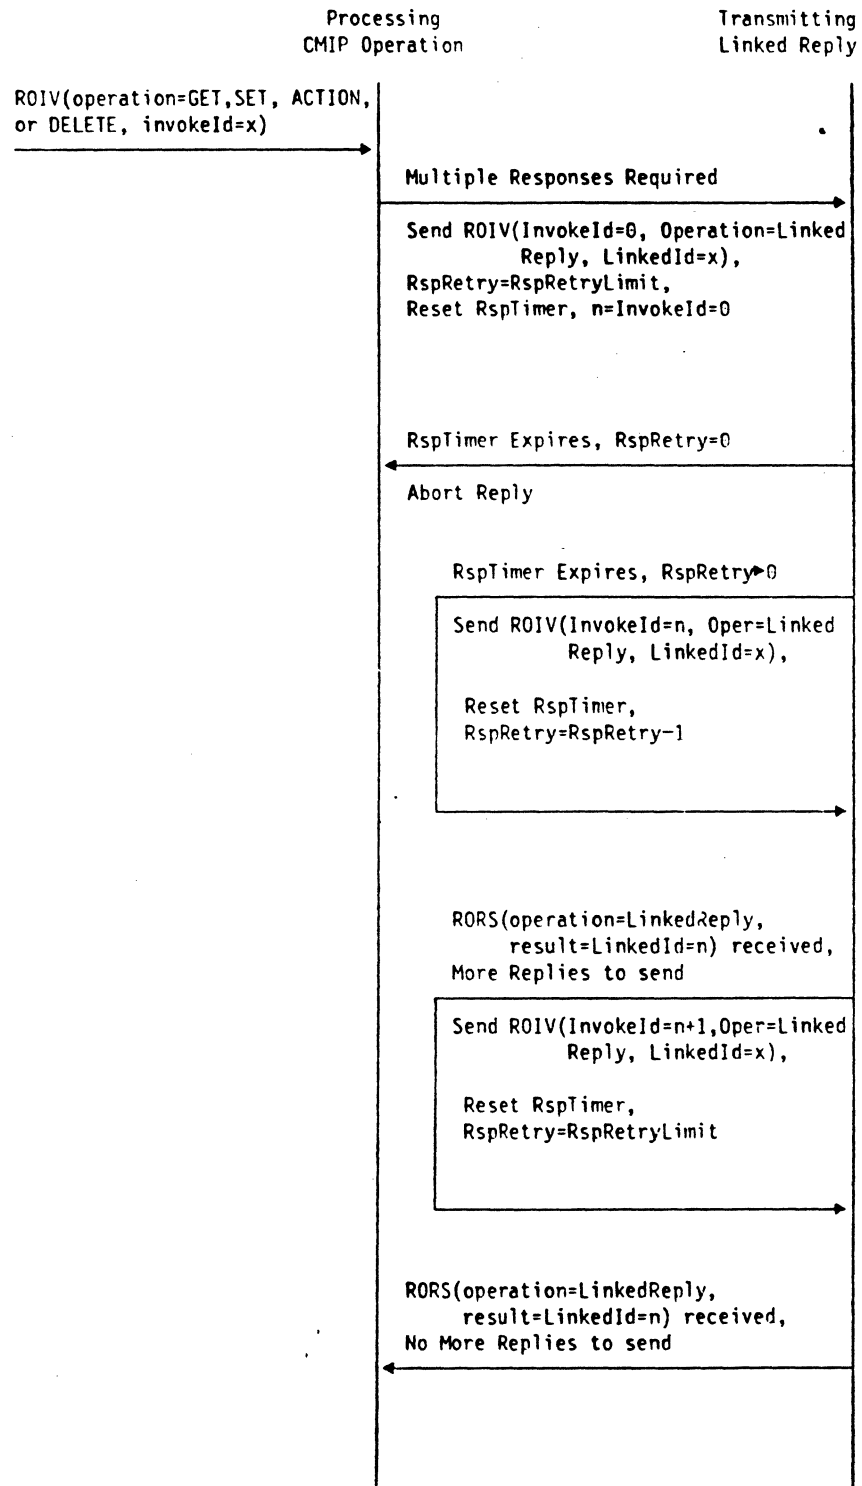 Processing
CMIP Operation
Transmitting
Linked Reply
ROIV(operation=GET,SET, ACTION,
or DELETE, invokeId=x)
Multiple Responses Required
Send ROIV(InvokeId=0, Operation=Linked
Reply, LinkedId=x),
RspRetry=RspRetryLimit,
Reset RspTimer, n=InvokeId=0
RspTimer Expires, RspRetry=0
Abort Reply
RspTimer Expires, RspRetry>0
Send ROIV(InvokeId=n, Oper=Linked
Reply, LinkedId=x),
Reset RspTimer,
RspRetry=RspRetry-1
RORS(operation=LinkedReply,
result=LinkedId=n) received,
More Replies to send
Send ROIV(InvokeId=n+1,Oper=Linked
Reply, LinkedId=x),
Reset RspTimer,
RspRetry=RspRetryLimit
RORS(operation=LinkedReply,
result=LinkedId=n) received,
No More Replies to send